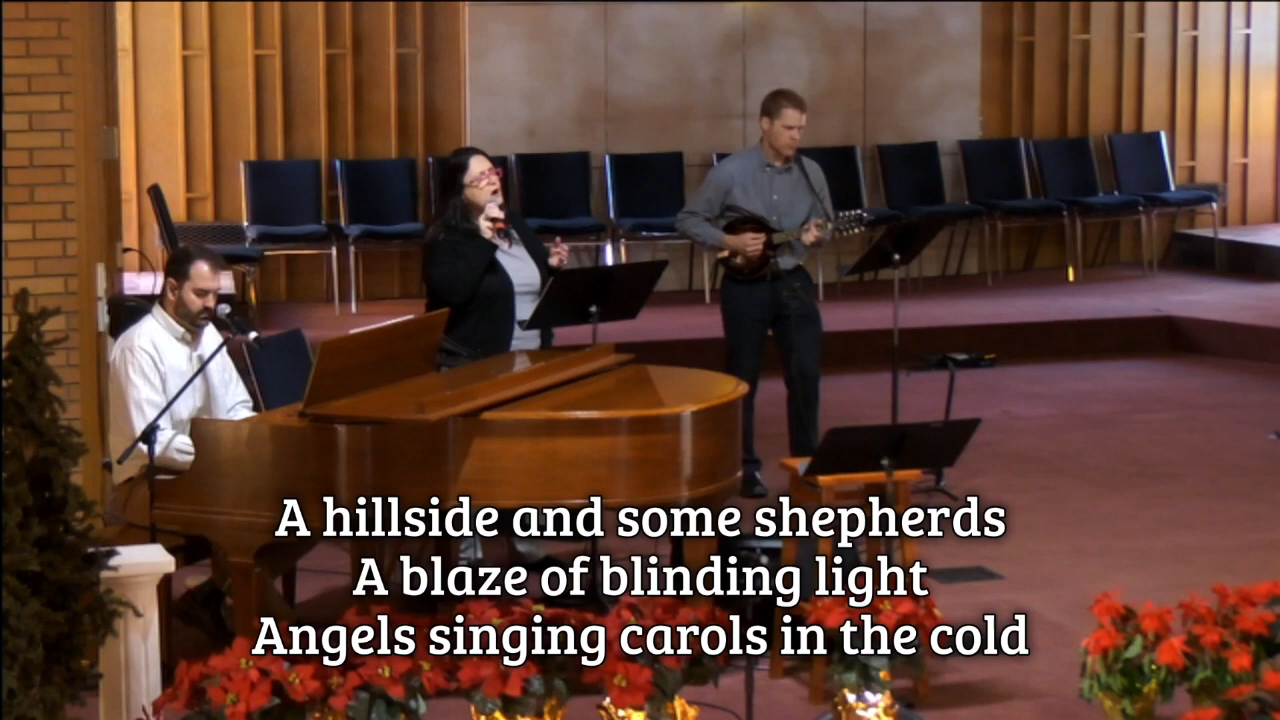 A hillside and some shepherds
A blaze of blinding light
Angels singing carols in the cold